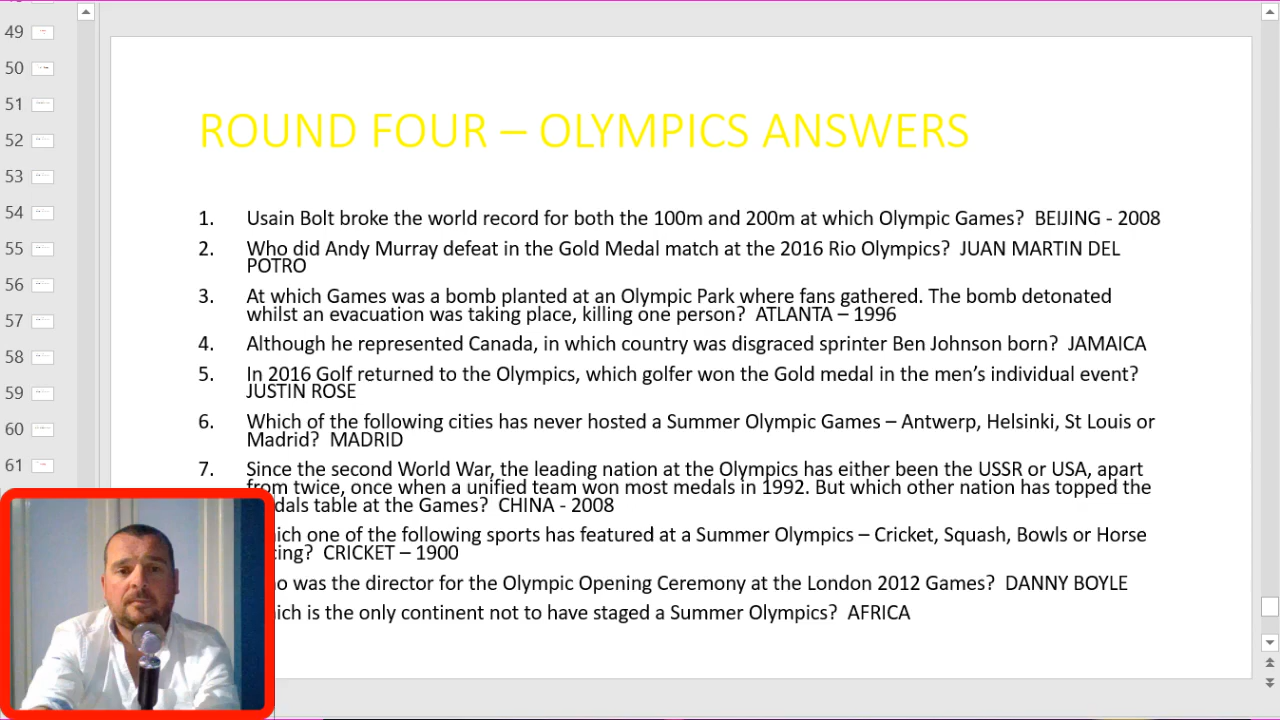 49
50
51
52
53
54
55
56
57
58
59
60
61
ROUND FOUR – OLYMPICS ANSWERS
1. Usain Bolt broke the world record for both the 100m and 200m at which Olympic Games? BEIJING - 2008
2. Who did Andy Murray defeat in the Gold Medal match at the 2016 Rio Olympics? JUAN MARTIN DEL
POTRO
3. At which Games was a bomb planted at an Olympic Park where fans gathered. The bomb detonated
whilst an evacuation was taking place, killing one person? ATLANTA – 1996
4. Although he represented Canada, in which country was disgraced sprinter Ben Johnson born? JAMAICA
5. In 2016 Golf returned to the Olympics, which golfer won the Gold medal in the men's individual event?
JUSTIN ROSE
6. Which of the following cities has never hosted a Summer Olympic Games – Antwerp, Helsinki, St Louis or
Madrid? MADRID
7. Since the second World War, the leading nation at the Olympics has either been the USSR or USA, apart
from twice, once when a unified team won most medals in 1992. But which other nation has topped the
table at the Games? CHINA - 2008
one of the following sports has featured at a Summer Olympics – Cricket, Squash, Bowls or Horse
CRICKET – 1900
was the director for the Olympic Opening Ceremony at the London 2012 Games? DANNY BOYLE
is the only continent not to have staged a Summer Olympics? AFRICA